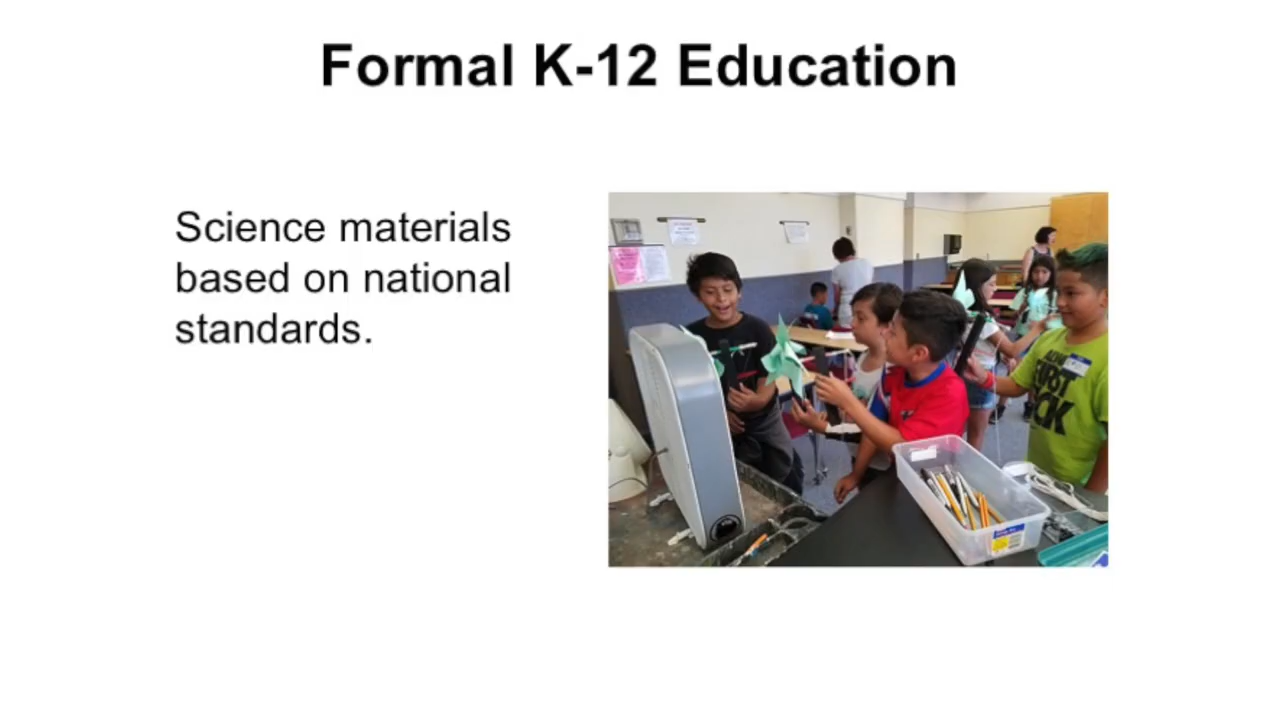 Formal K-12 Education
Science materials
based on national
standards.